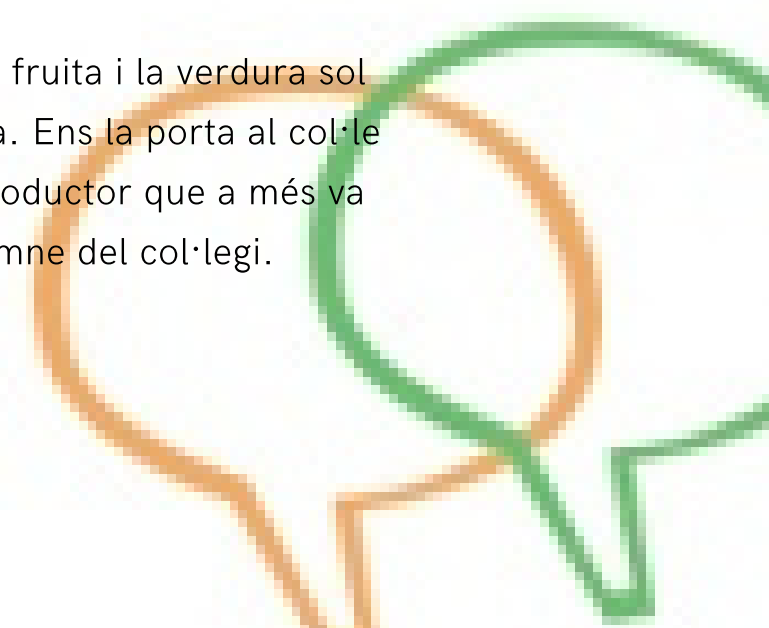 fruita i la verdura sol
a. Ens la porta al col·le
oductor que a més va
mne del col·legi.